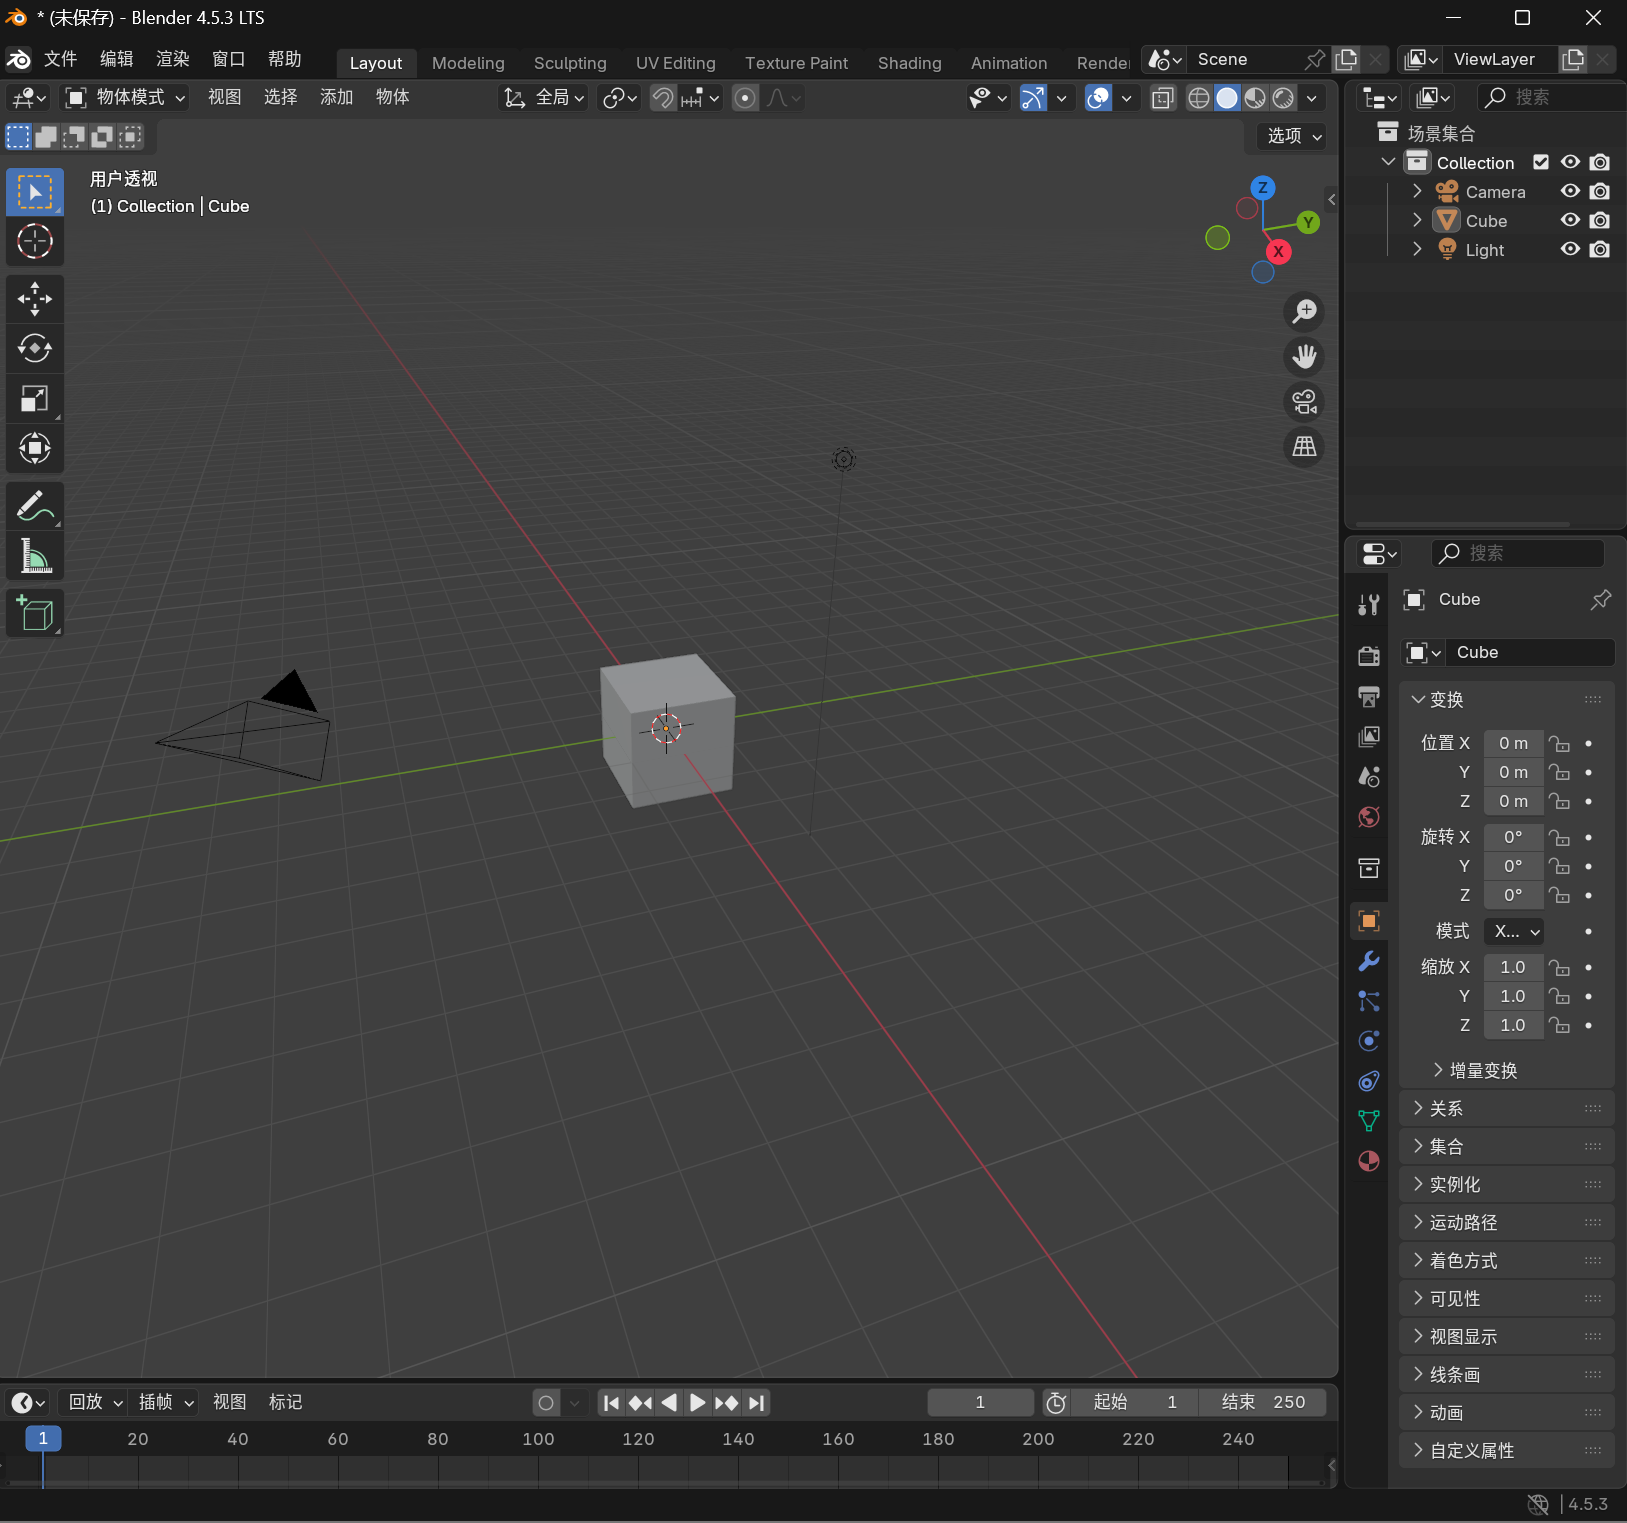 * (未保存) - Blender 4.5.3 LTS
文件 编辑 渲染 窗口 帮助 Layout Modeling Sculpting UV Editing Texture Paint Shading Animation Scene ViewLayer
物体模式 视图 选择 添加 物体 全局 搜索
选项
用户透视
(1) Collection | Cube
Z
Y
X
场景集合
Collection
Camera
Cube
Light
搜索
Cube
Cube
变换
位置 X 0 m
Y 0 m
Z 0 m
旋转 X 0°
Y 0°
Z 0°
模式 X...
缩放 X 1.0
Y 1.0
Z 1.0
增量变换
关系
集合
实例化
运动路径
着色方式
可见性
视图显示
线条画
动画
自定义属性
回放 插帧 视图 标记 1 起始 1 结束 250
1 20 40 60 80 100 120 140 160 180 200 220 240
4.5.3